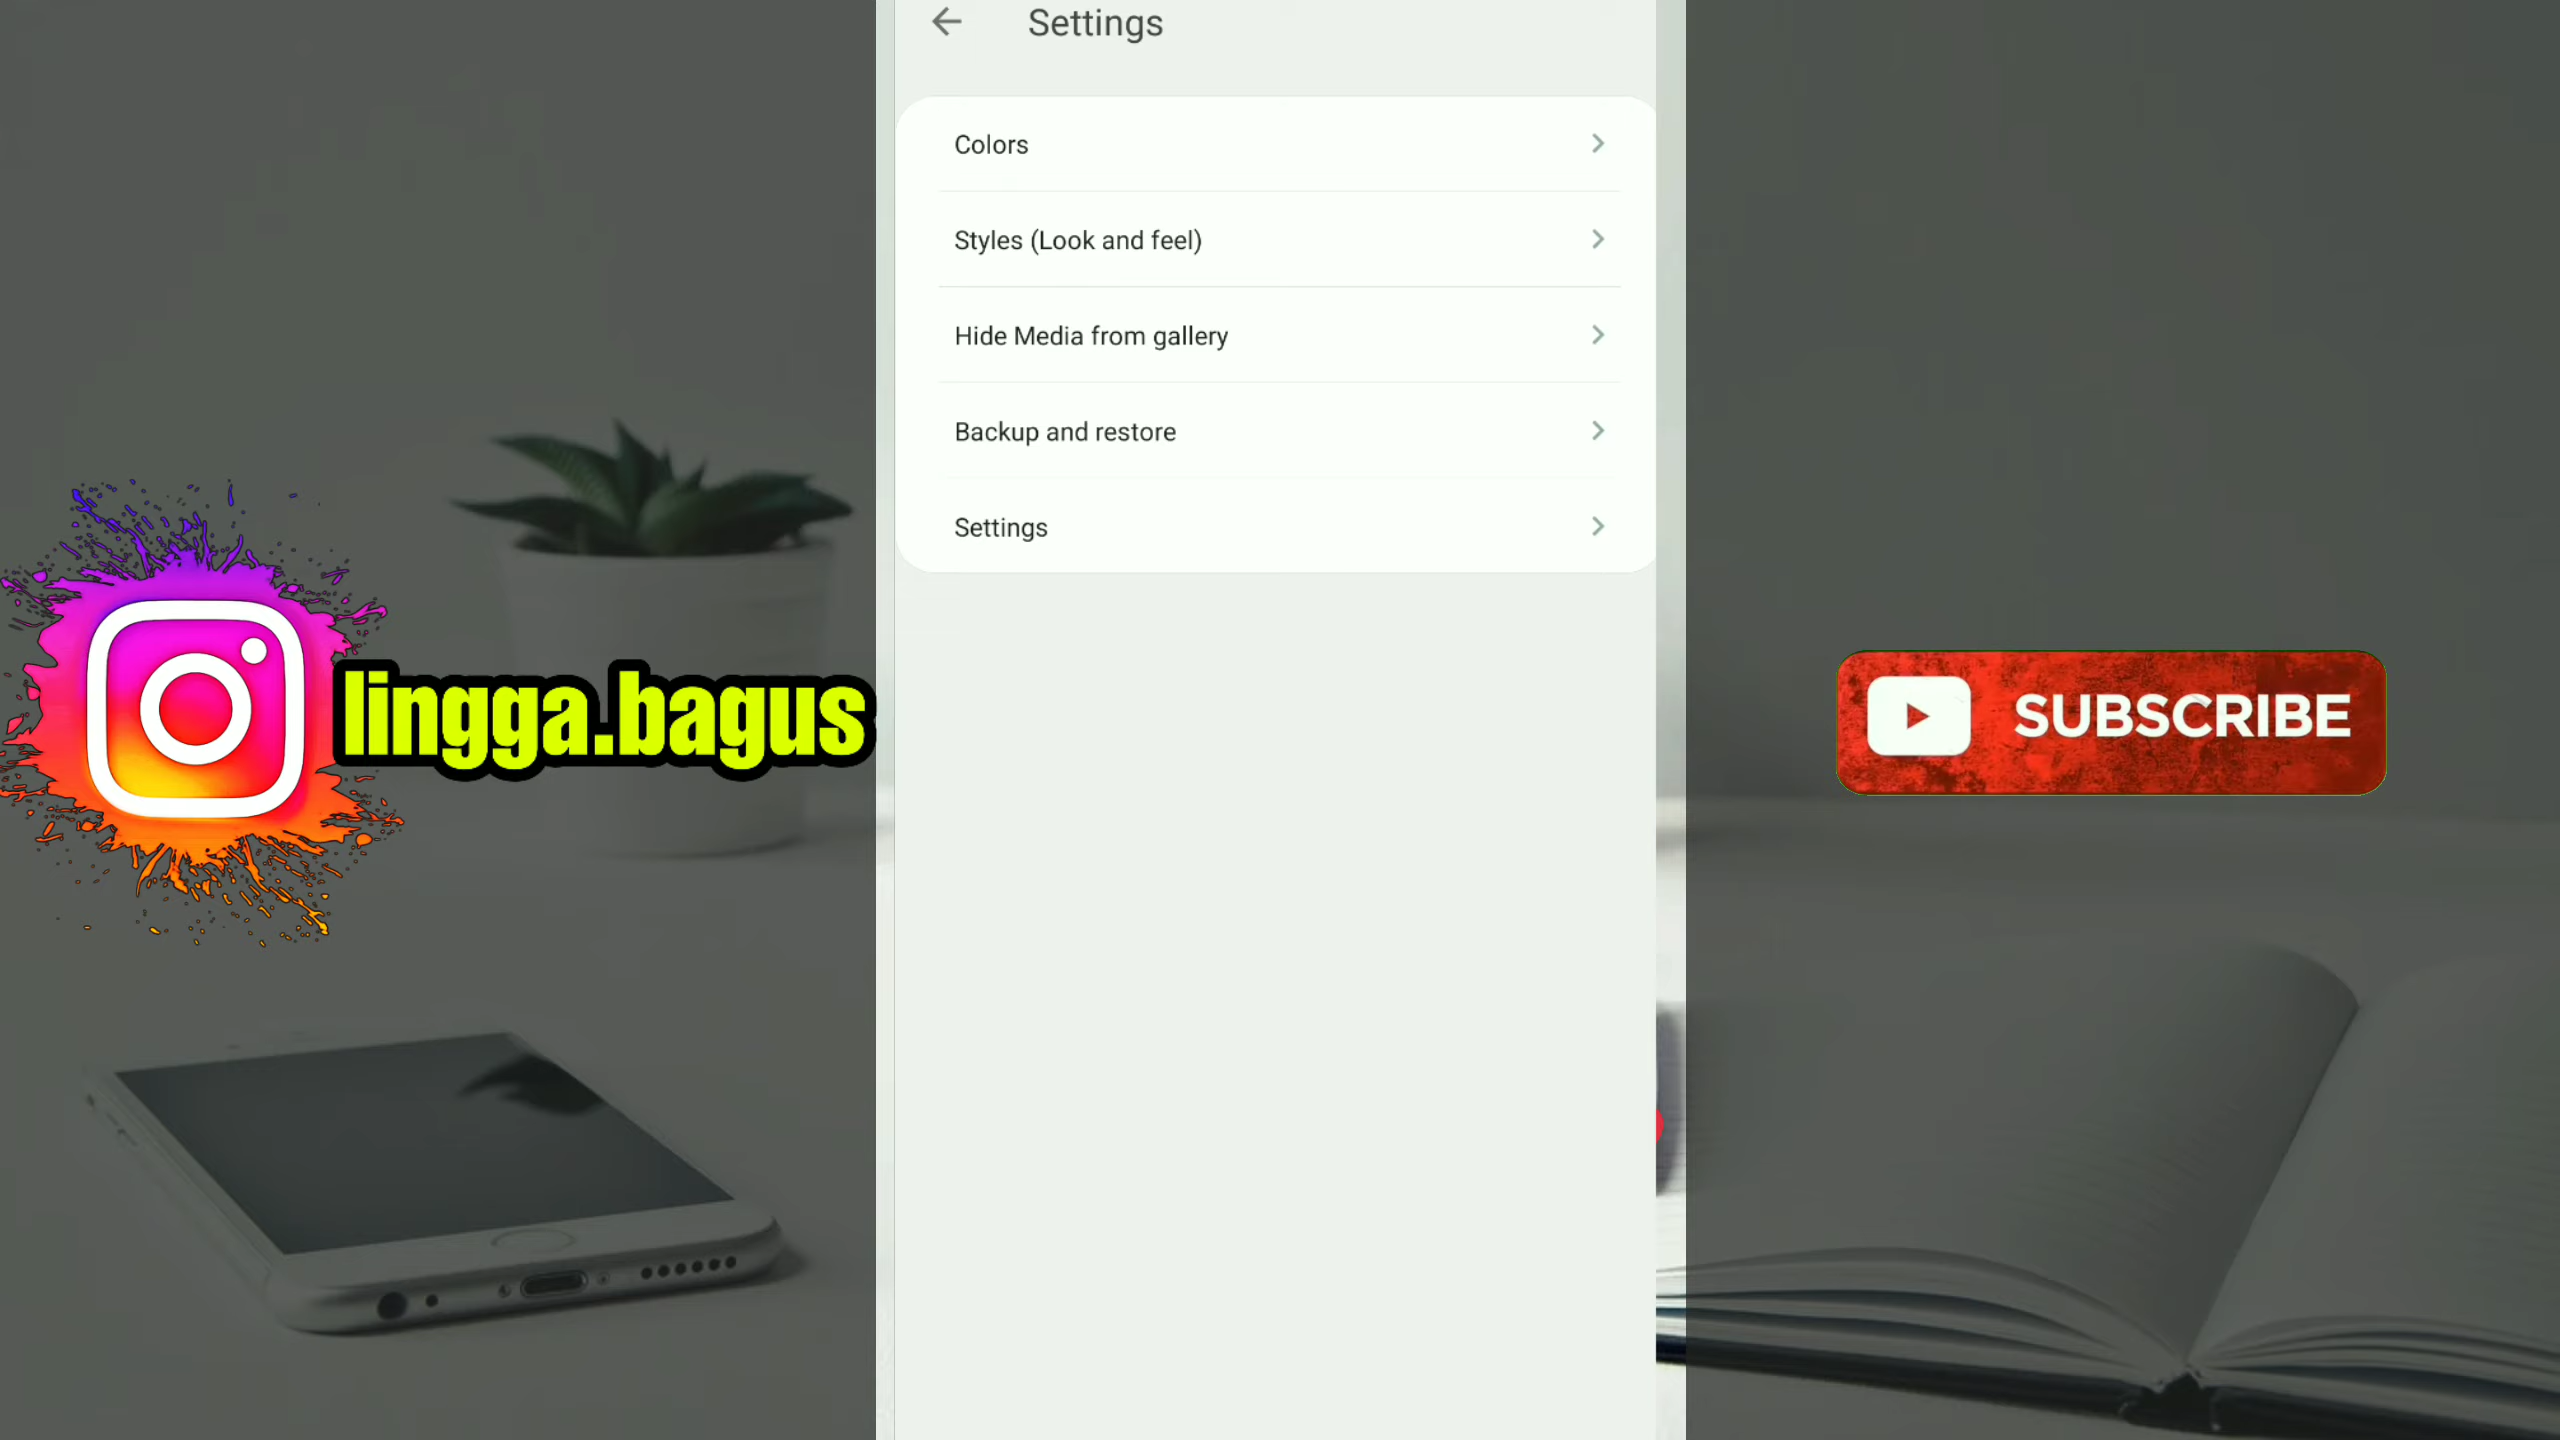 Settings
Colors
Styles (Look and feel)
Hide Media from gallery
Backup and restore
Settings
lingga.bagus
SUBSCRIBE